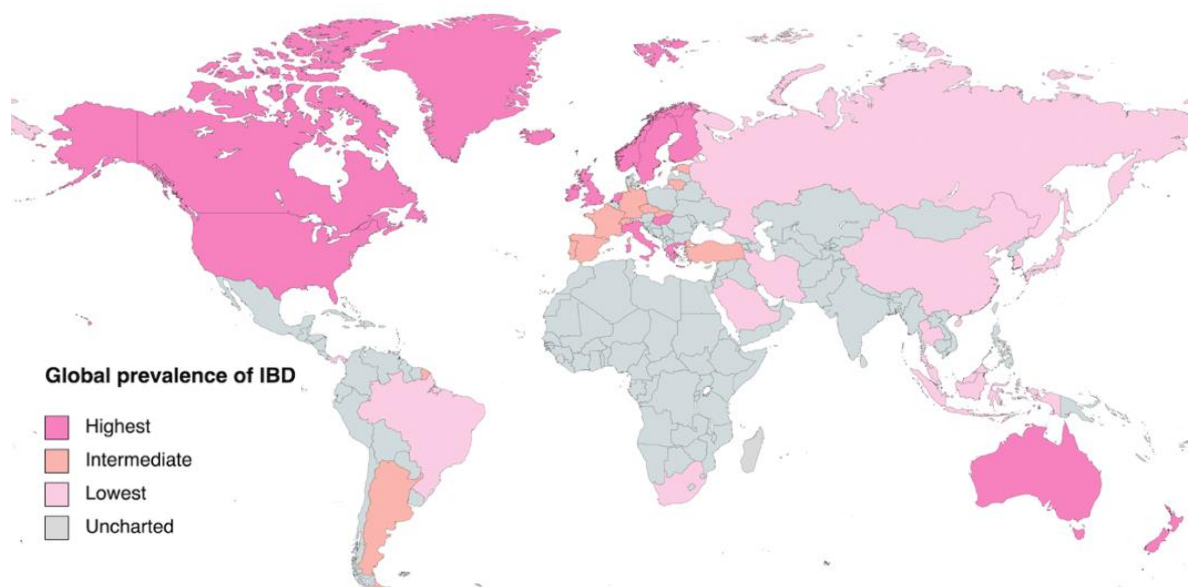 Global prevalence of IBD
Highest
Intermediate
Lowest
Uncharted